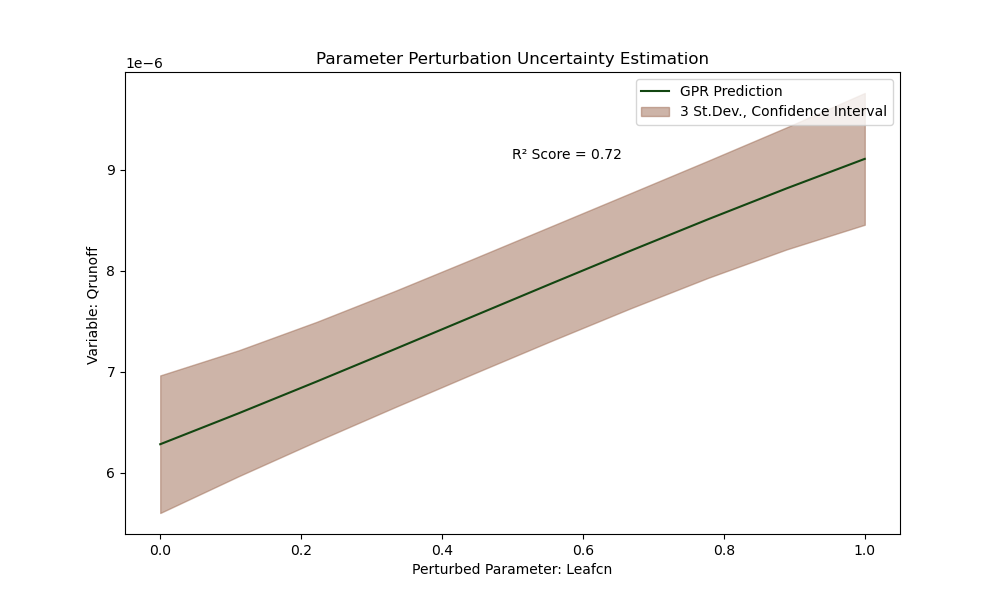 Parameter Perturbation Uncertainty Estimation
1e−6
GPR Prediction
3 St.Dev., Confidence Interval
R² Score = 0.72
9
8
7
6
Variable: Qrunoff
0.0 0.2 0.4 0.6 0.8 1.0
Perturbed Parameter: Leafcn